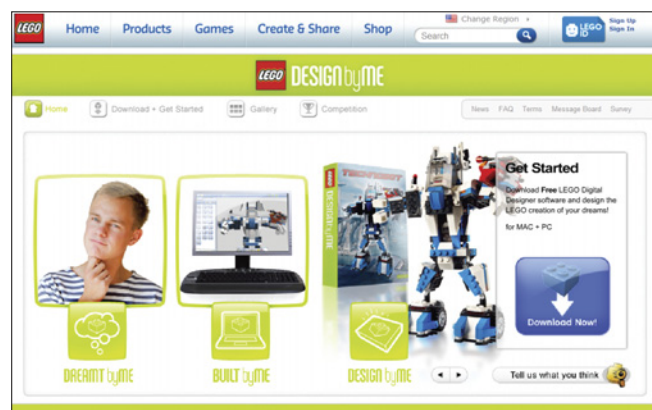 LEGO
Home Products Games Create & Share Shop
Change Region
Search
LEGO ID
Sign Up
Sign In
LEGO DESIGN byME
Home Download + Get Started Gallery Competition
News FAQ Terms Message Board Survey
DESIGN byME
Get Started
Download Free LEGO Digital
Designer software and design the
LEGO creation of your dreams!
for MAC + PC
Download Now!
DREAMT byME
BUILT byME
DESIGN byME
Tell us what you think